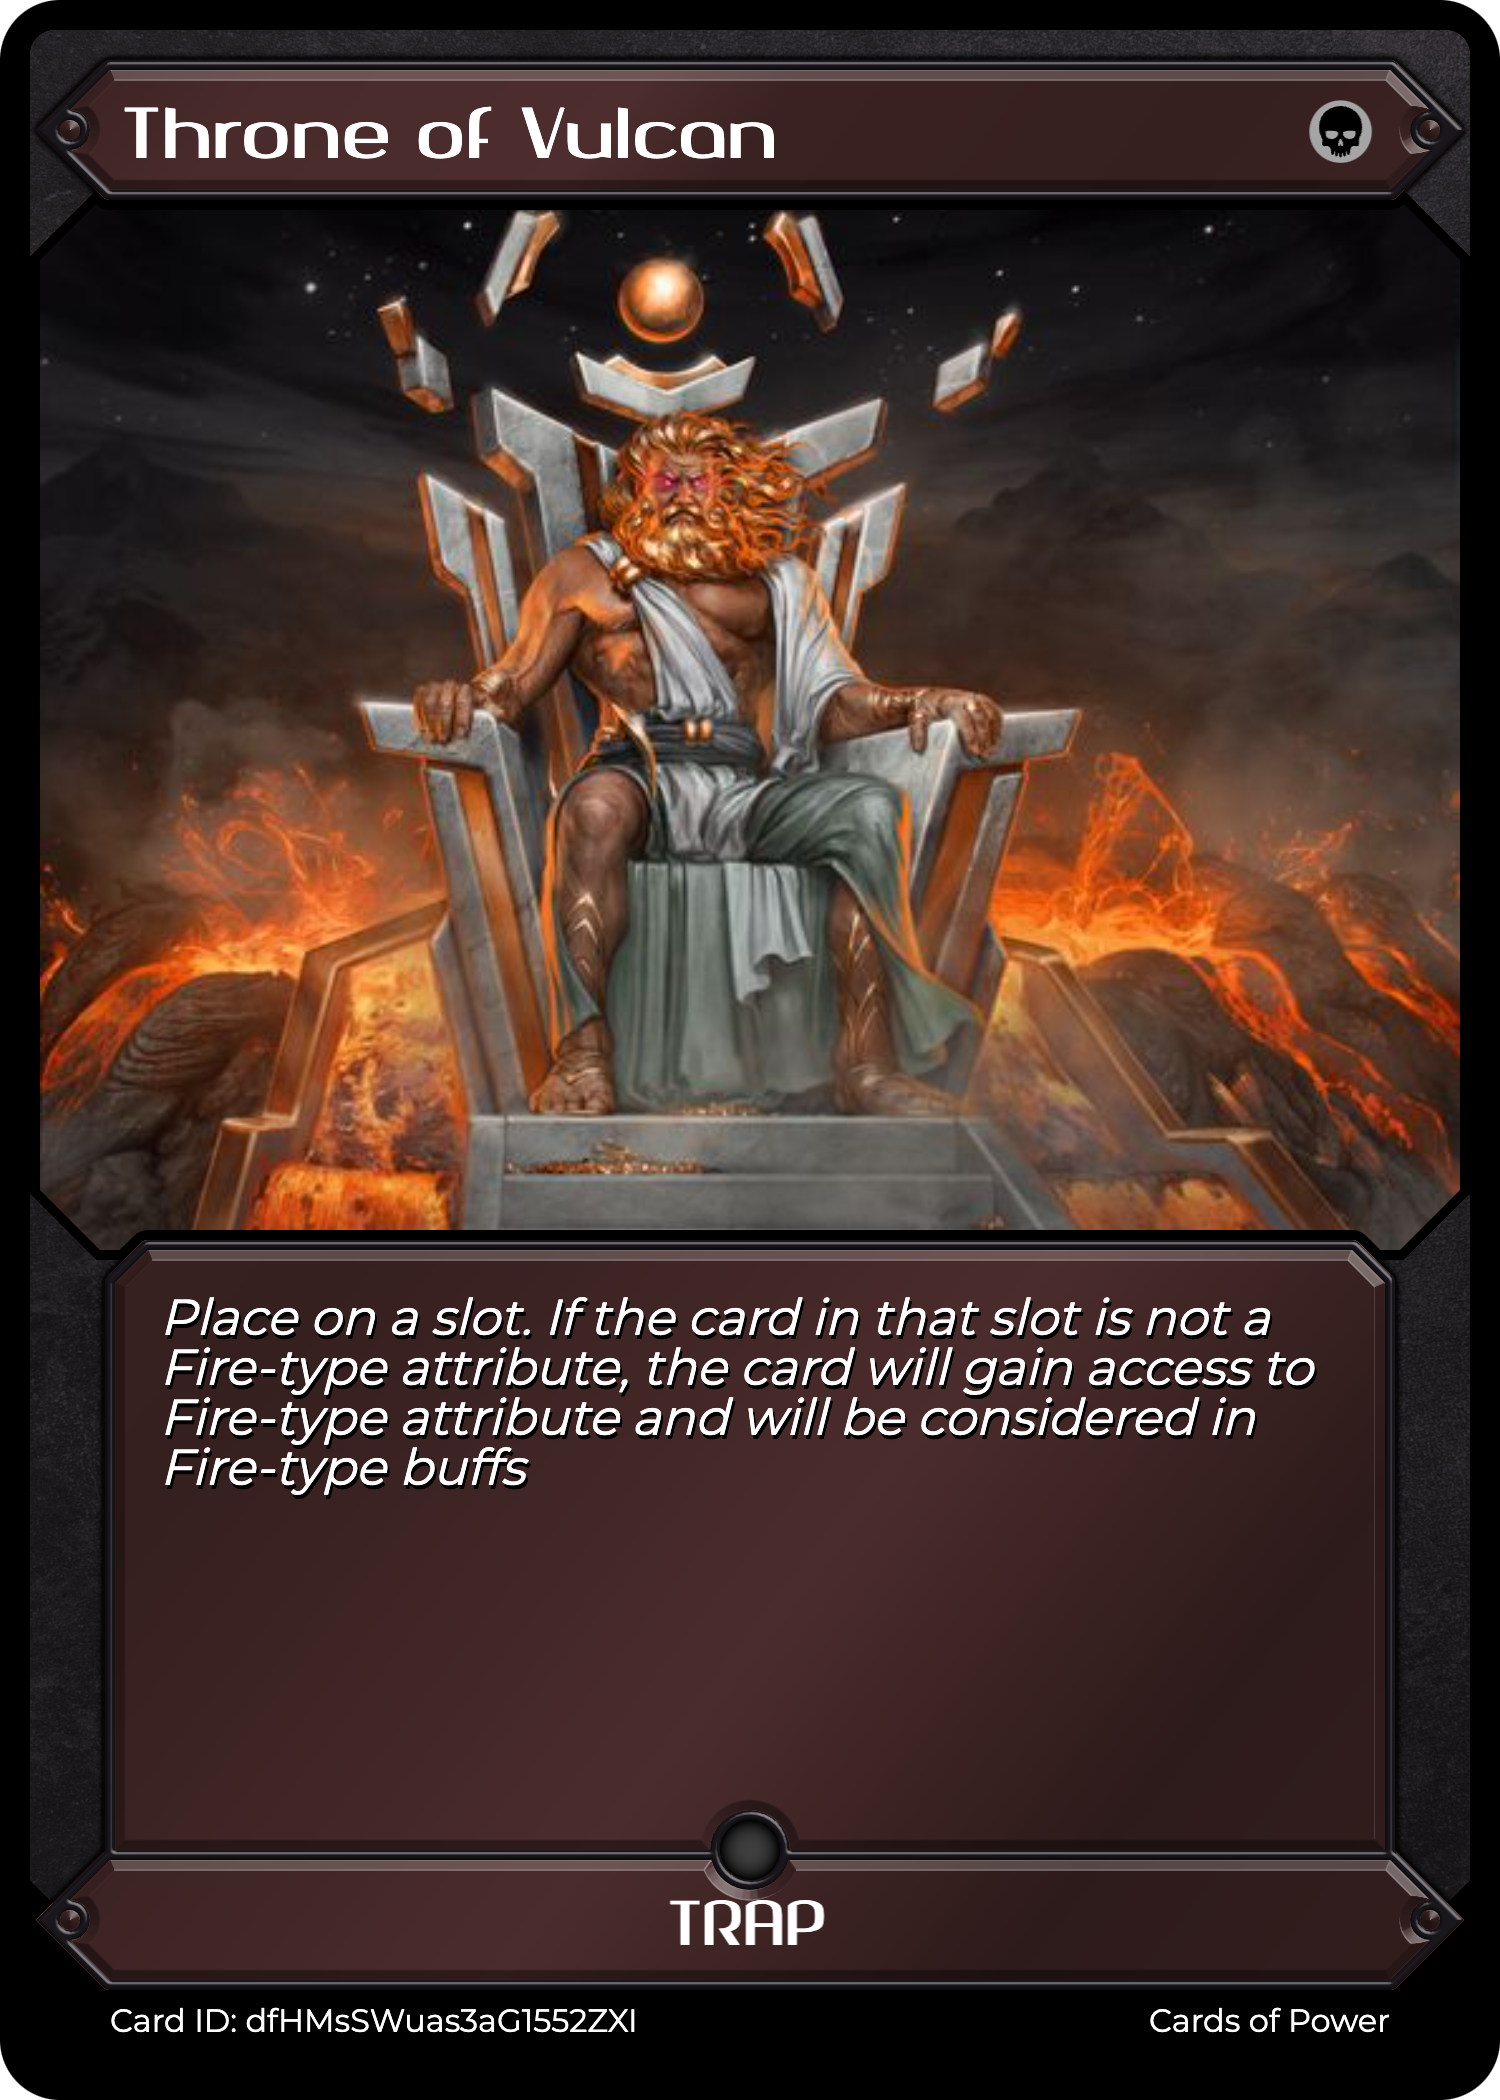 Throne of Vulcan
Place on a slot. If the card in that slot is not a
Fire-type attribute, the card will gain access to
Fire-type attribute and will be considered in
Fire-type buffs
TRAP
Card ID: dfHMsSWuas3aG1552ZXI
Cards of Power